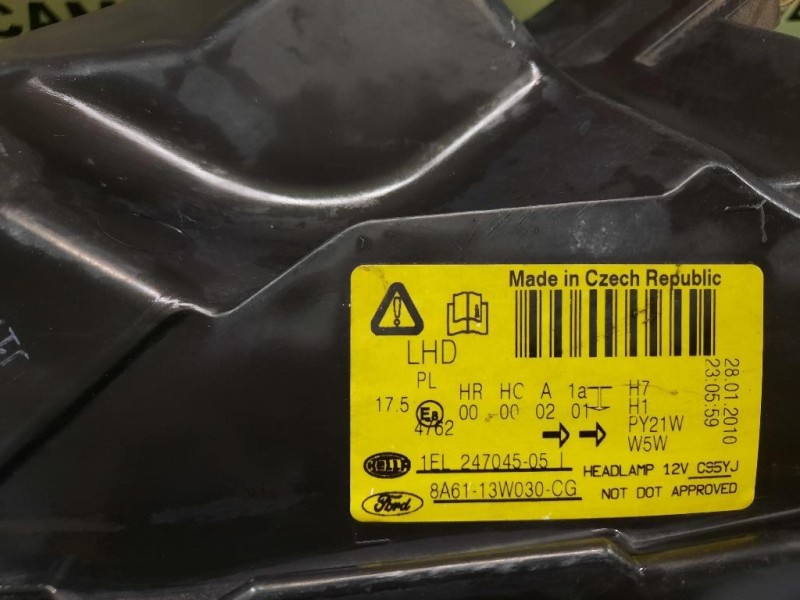 CAM
Made in Czech Republic
LHD
PL
HR HC A 1a H7
17.5 E8 00 00 02 01 H1
4762 PY21W
W5W
28.01.2010
23:05:59
HELLA 1EL 247045-05 L HEADLAMP 12V C95YJ
Ford 8A61-13W030-CG NOT DOT APPROVED